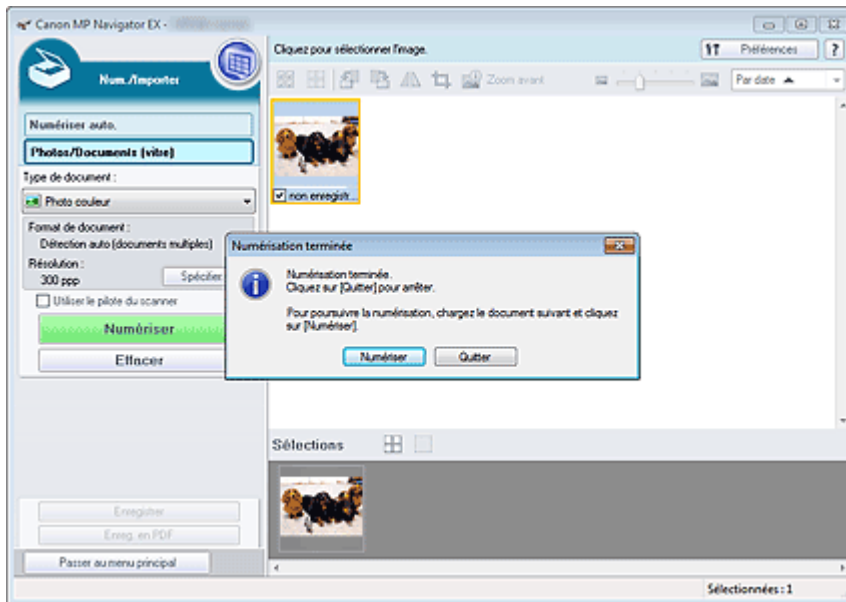 Canon MP Navigator EX -
Num./Importer
Cliquez pour sélectionner l'image.
Préférences
?
Zoom avant
Par date
Numériser auto.
Photos/Documents (vitre)
Type de document :
Photo couleur
non enregistr...
Format de document :
Détection auto (documents multiples)
Résolution :
300 ppp
Spécifier
Utiliser le pilote du scanner
Numériser
Effacer
Numérisation terminée
Numérisation terminée.
Cliquez sur [Quitter] pour arrêter.
Pour poursuivre la numérisation, chargez le document suivant et cliquez
sur [Numériser].
Numériser
Quitter
Sélections
Enregistrer
Enreg. en PDF
Passer au menu principal
Sélectionnées : 1